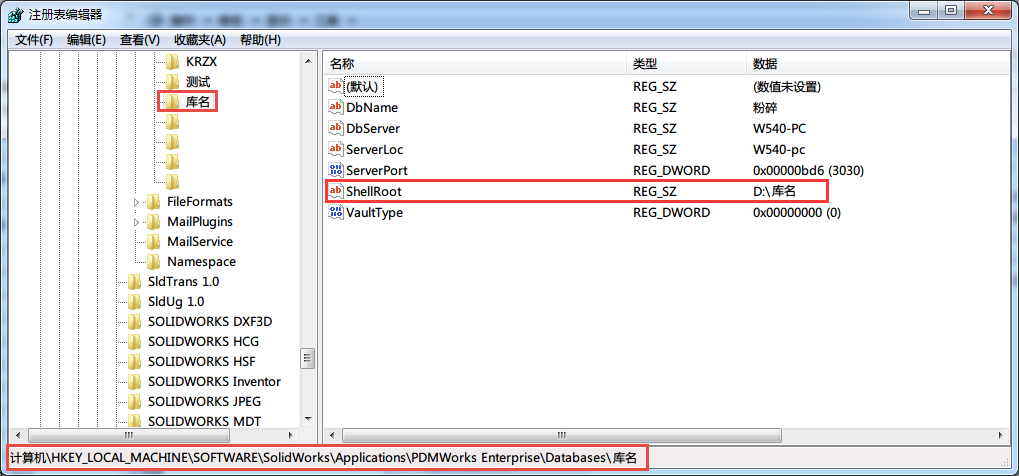 注册表编辑器
文件(F) 编辑(E) 查看(V) 收藏夹(A) 帮助(H)
KRZX
测试
库名
FileFormats
MailPlugins
MailService
Namespace
SldTrans 1.0
SldUg 1.0
SOLIDWORKS DXF3D
SOLIDWORKS HCG
SOLIDWORKS HSF
SOLIDWORKS Inventor
SOLIDWORKS JPEG
SOLIDWORKS MDT
名称 类型 数据
(默认) REG_SZ (数值未设置)
DbName REG_SZ 粉碎
DbServer REG_SZ W540-PC
ServerLoc REG_SZ W540-pc
ServerPort REG_DWORD 0x00000bd6 (3030)
ShellRoot REG_SZ D:\库名
VaultType REG_DWORD 0x00000000 (0)
计算机\HKEY_LOCAL_MACHINE\SOFTWARE\SolidWorks\Applications\PDMWorks Enterprise\Databases\库名